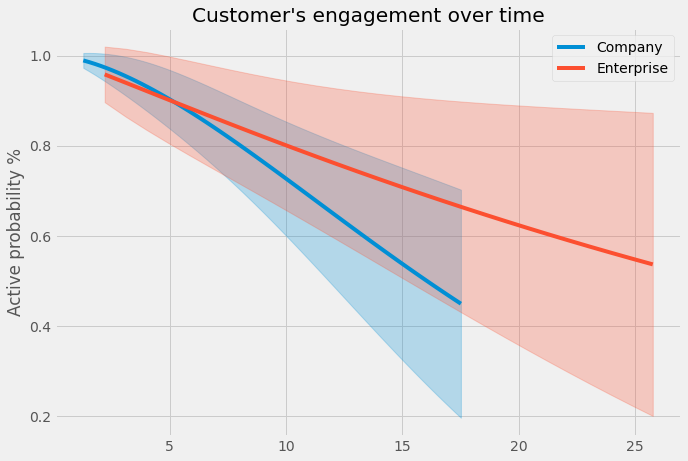 Customer's engagement over time
Company
Enterprise
Active probability %
1.0
0.8
0.6
0.4
0.2
5
10
15
20
25